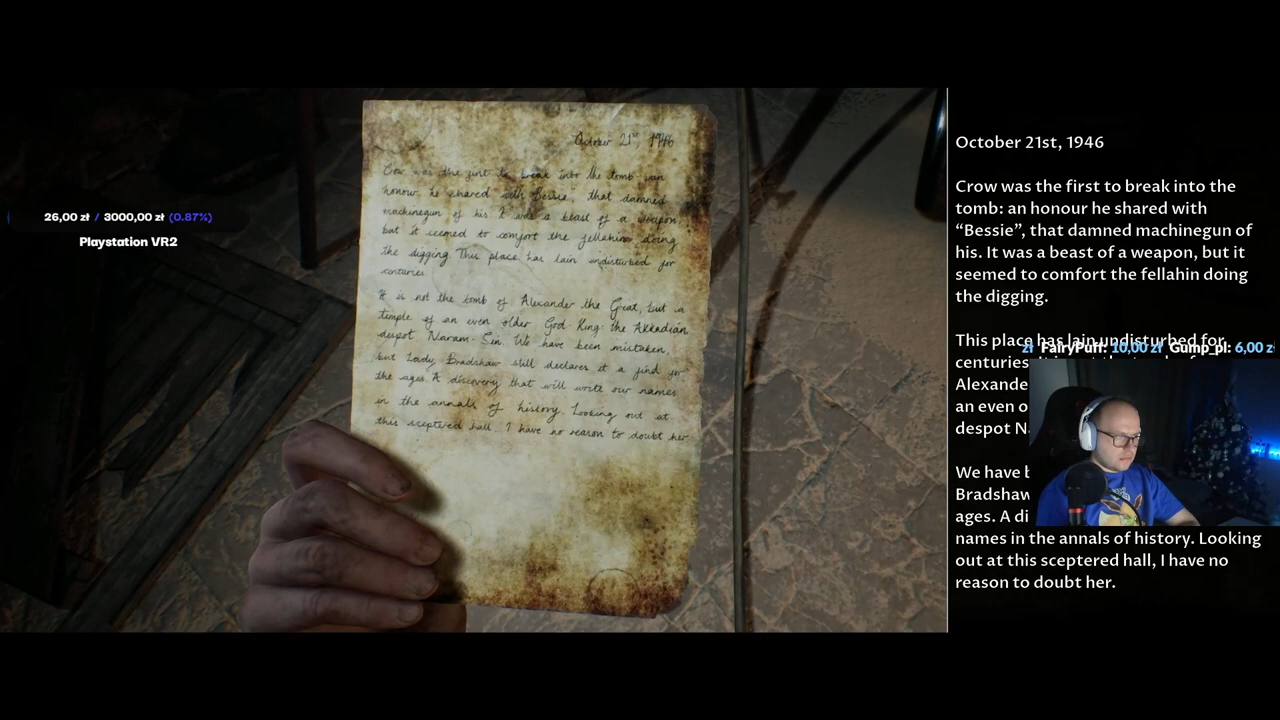 October 21st, 1946
Crow was the first to break into the tomb: an
honour he shared with Bessie, that damned
machinegun of his It was a beast of a weapon
but it seemed to comfort the fellahin doing
the digging This place has lain undisturbed for
centuries
It is not the tomb of Alexander the Great, but a
temple of an even older God King: the Akkadian
despot Naram-Sin. We have been mistaken,
but Lady Bradshaw still declares it a find for
the ages. A discovery that will write our names
in the annals of history. Looking out at
this sceptered hall, I have no reason to doubt her
26,00 zł / 3000,00 zł (0.87%)
Playstation VR2
October 21st, 1946
Crow was the first to break into the
tomb: an honour he shared with
“Bessie”, that damned machinegun of
his. It was a beast of a weapon, but it
seemed to comfort the fellahin doing
the digging.
This place has lain undisturbed for
zł FairyPuff: 10,00 zł Gump_pl: 6,00 zł
centuries
Alexande
an even o
despot N
We have b
Bradshaw
ages. A di
names in the annals of history. Looking
out at this sceptered hall, I have no
reason to doubt her.